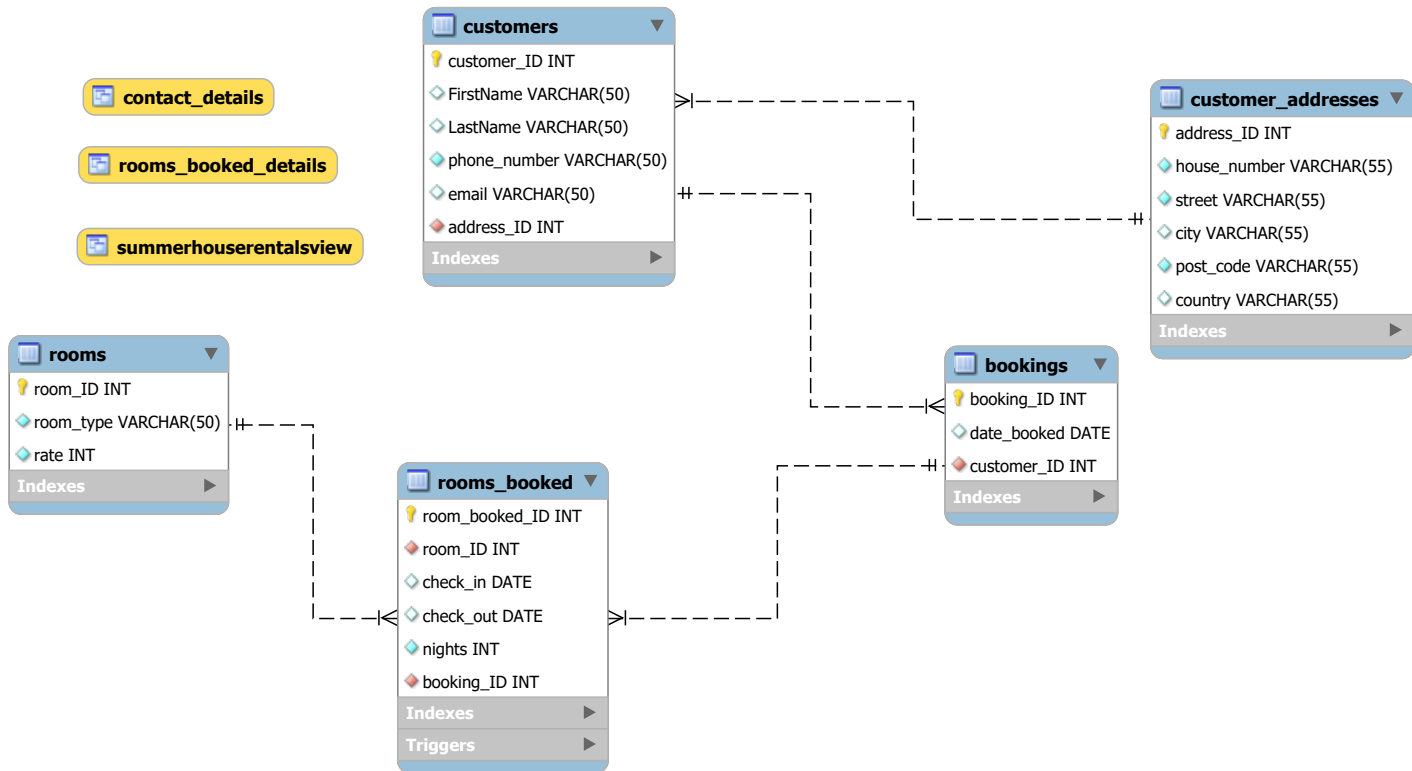 customers
customer_ID INT
FirstName VARCHAR(50)
LastName VARCHAR(50)
phone_number VARCHAR(50)
email VARCHAR(50)
address_ID INT
Indexes
contact_details
rooms_booked_details
summerhouserentalsview
customer_addresses
address_ID INT
house_number VARCHAR(55)
street VARCHAR(55)
city VARCHAR(55)
post_code VARCHAR(55)
country VARCHAR(55)
Indexes
rooms
room_ID INT
room_type VARCHAR(50)
rate INT
Indexes
bookings
booking_ID INT
date_booked DATE
customer_ID INT
Indexes
rooms_booked
room_booked_ID INT
room_ID INT
check_in DATE
check_out DATE
nights INT
booking_ID INT
Indexes
Triggers